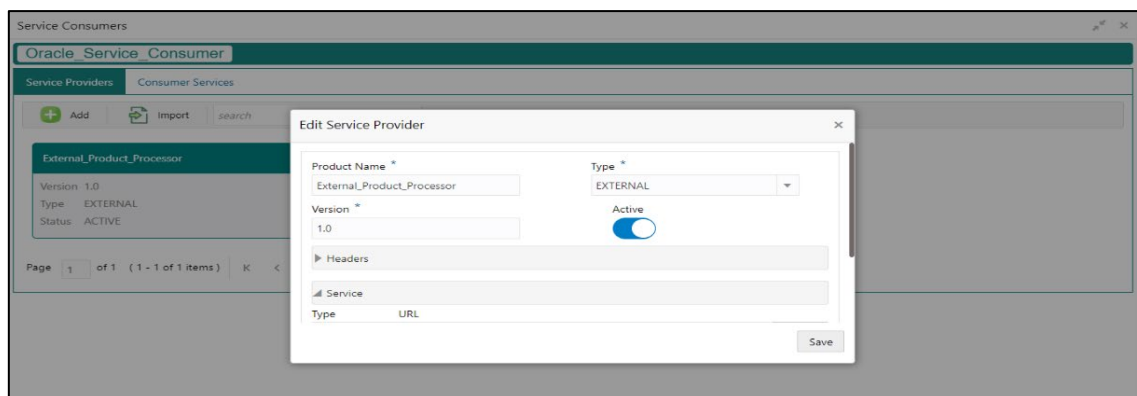 Service Consumers
Oracle_Service_Consumer
Service Providers Consumer Services
Add Import search
External_Product_Processor
Version 1.0
Type EXTERNAL
Status ACTIVE
Page 1 of 1 (1 - 1 of 1 items)
Edit Service Provider
Product Name * Type *
External_Product_Processor EXTERNAL
Version * Active
1.0
Headers
Service
Type URL
Save